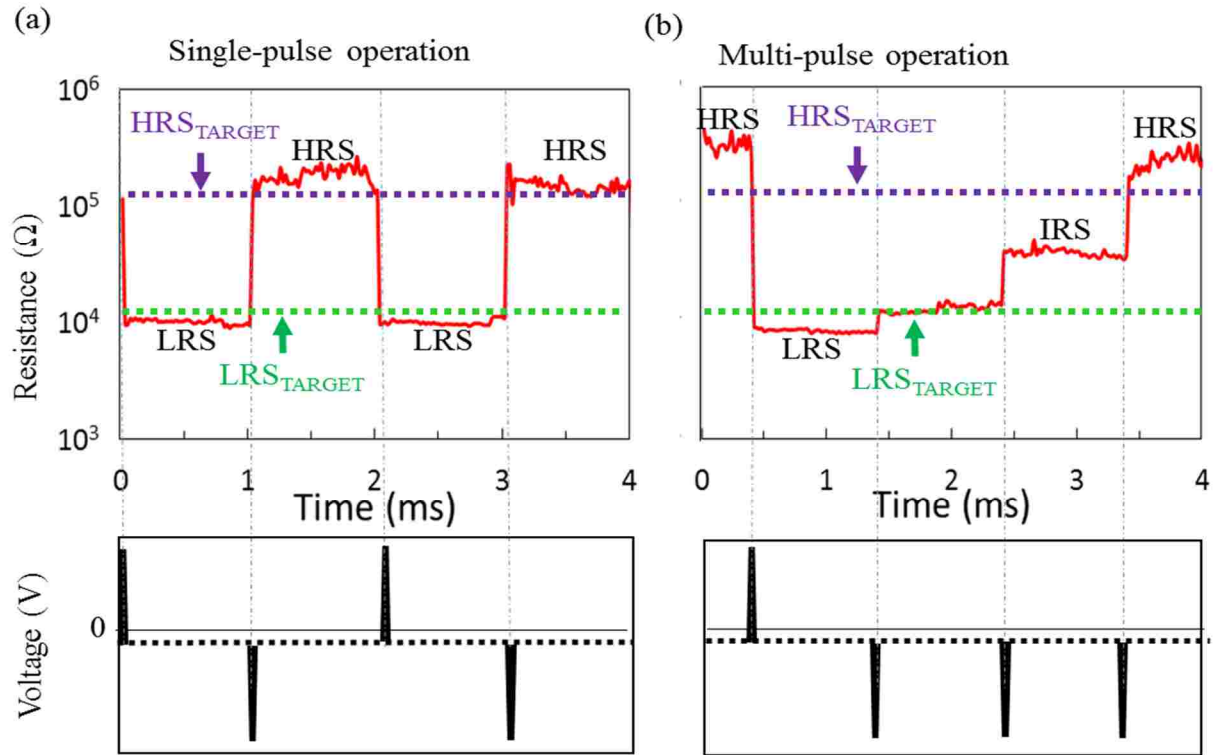 (a)
Single-pulse operation
10⁶
10⁵
10⁴
10³
Resistance (Ω)
HRS_TARGET
HRS
HRS
LRS
LRS
LRS_TARGET
0 1 2 3 4
Time (ms)
Voltage (V)
0
(b)
Multi-pulse operation
HRS
HRS_TARGET
HRS
IRS
LRS
LRS_TARGET
0 1 2 3 4
Time (ms)